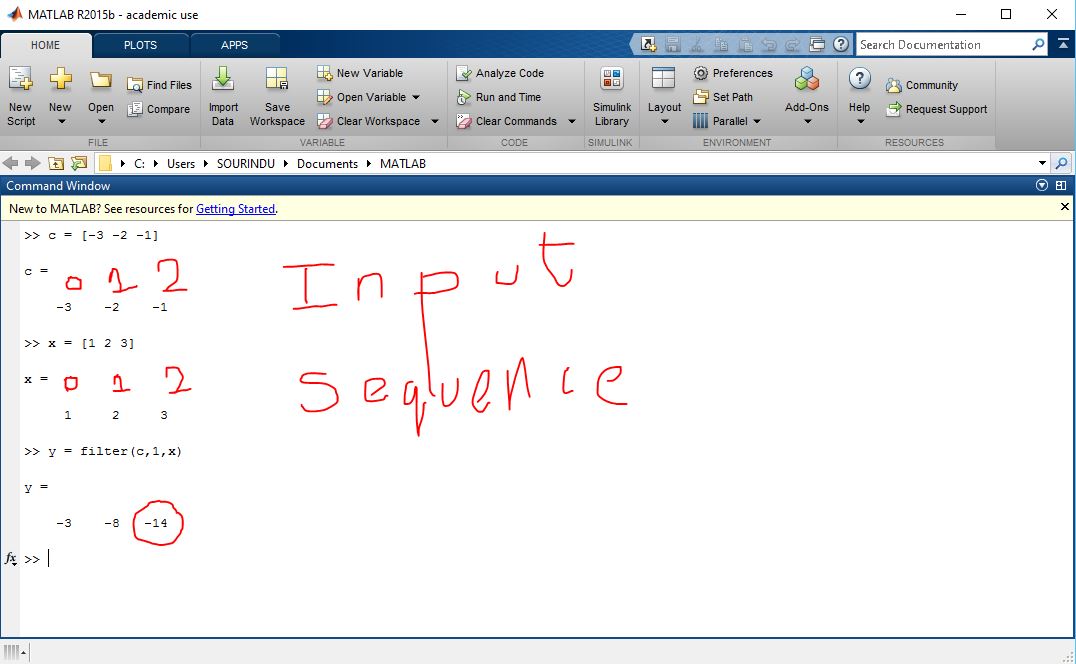 MATLAB R2015b - academic use
HOME PLOTS APPS Search Documentation
New Script New Open Find Files Compare Import Data Save Workspace New Variable Open Variable Clear Workspace Analyze Code Run and Time Clear Commands Simulink Library Layout Preferences Set Path Parallel Add-Ons Help Community Request Support
FILE VARIABLE CODE SIMULINK ENVIRONMENT RESOURCES
C: Users SOURINDU Documents MATLAB
Command Window
New to MATLAB? See resources for Getting Started.
>> c = [-3 -2 -1]
c =
0 1 2 Input
-3 -2 -1
>> x = [1 2 3]
x =
0 1 2 sequence
1 2 3
>> y = filter(c,1,x)
y =
-3 -8 -14
fx >>